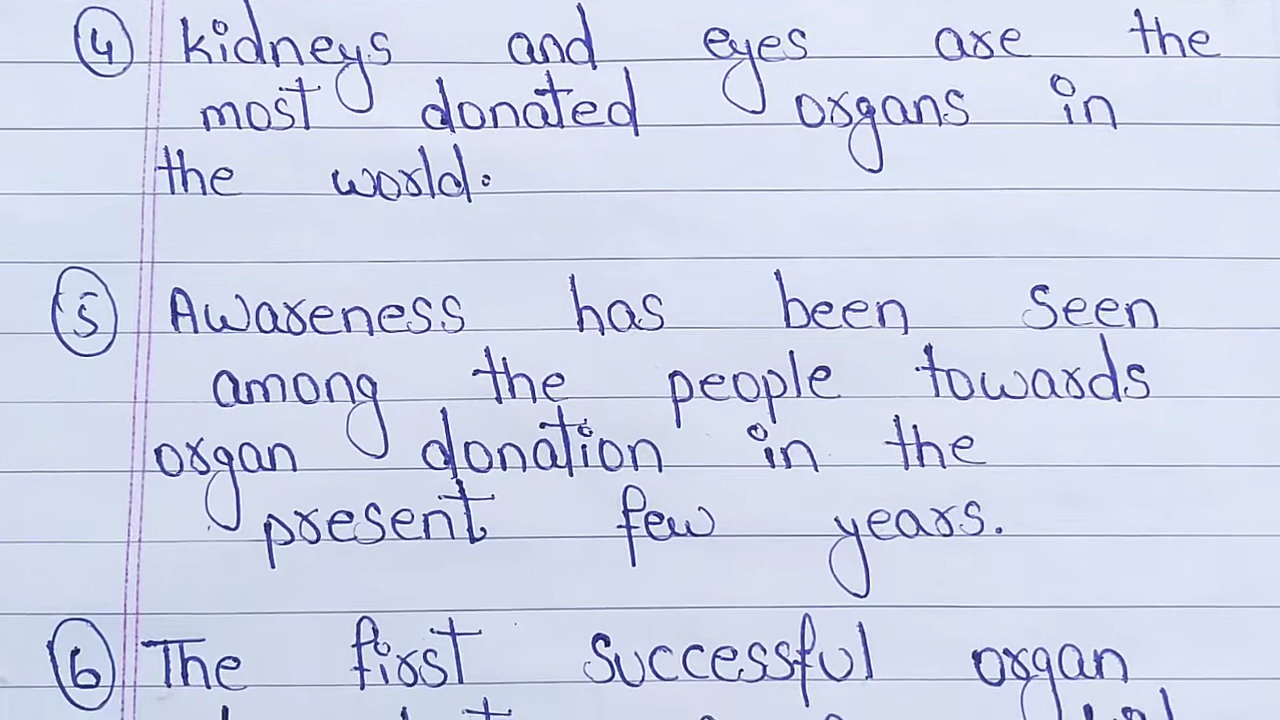 ④ Kidneys and eyes are the
most donated organs in
the world.
⑤ Awareness has been seen
among the people towards
organ donation in the
present few years.
⑥ The first successful organ